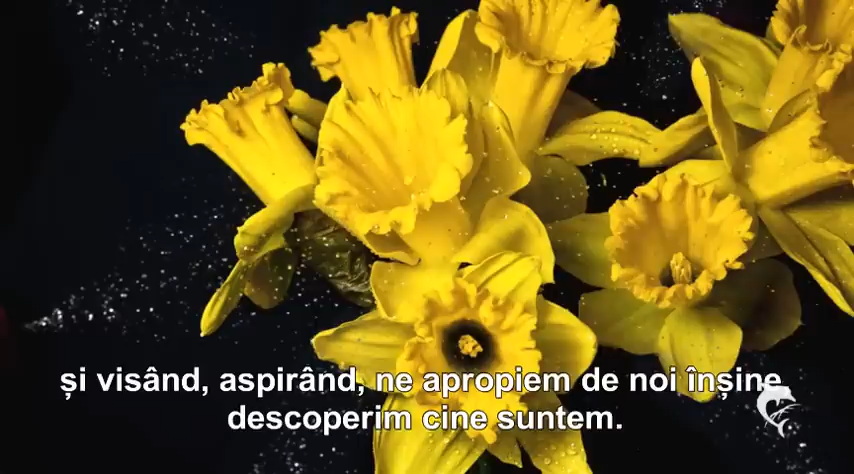 și visând, aspirând, ne apropiem de noi înșine,
descoperim cine suntem.